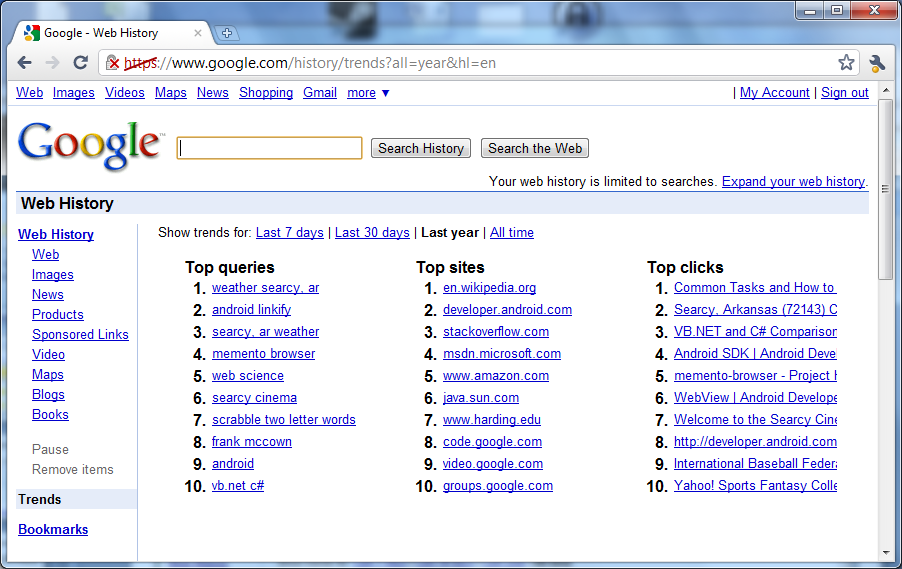 Google - Web History
https://www.google.com/history/trends?all=year&hl=en
Web Images Videos Maps News Shopping Gmail more ▼ | My Account | Sign out
Google™ Search History Search the Web
Your web history is limited to searches. Expand your web history.
Web History
Web History
Web
Images
News
Products
Sponsored Links
Video
Maps
Blogs
Books
Pause
Remove items
Trends
Bookmarks
Show trends for: Last 7 days | Last 30 days | Last year | All time
Top queries
1. weather searcy, ar
2. android linkify
3. searcy, ar weather
4. memento browser
5. web science
6. searcy cinema
7. scrabble two letter words
8. frank mccown
9. android
10. vb.net c#
Top sites
1. en.wikipedia.org
2. developer.android.com
3. stackoverflow.com
4. msdn.microsoft.com
5. www.amazon.com
6. java.sun.com
7. www.harding.edu
8. code.google.com
9. video.google.com
10. groups.google.com
Top clicks
1. Common Tasks and How to
2. Searcy, Arkansas (72143) C
3. VB.NET and C# Comparison
4. Android SDK | Android Deve
5. memento-browser - Project H
6. WebView | Android Develope
7. Welcome to the Searcy Cine
8. http://developer.android.com
9. International Baseball Federa
10. Yahoo! Sports Fantasy Colle